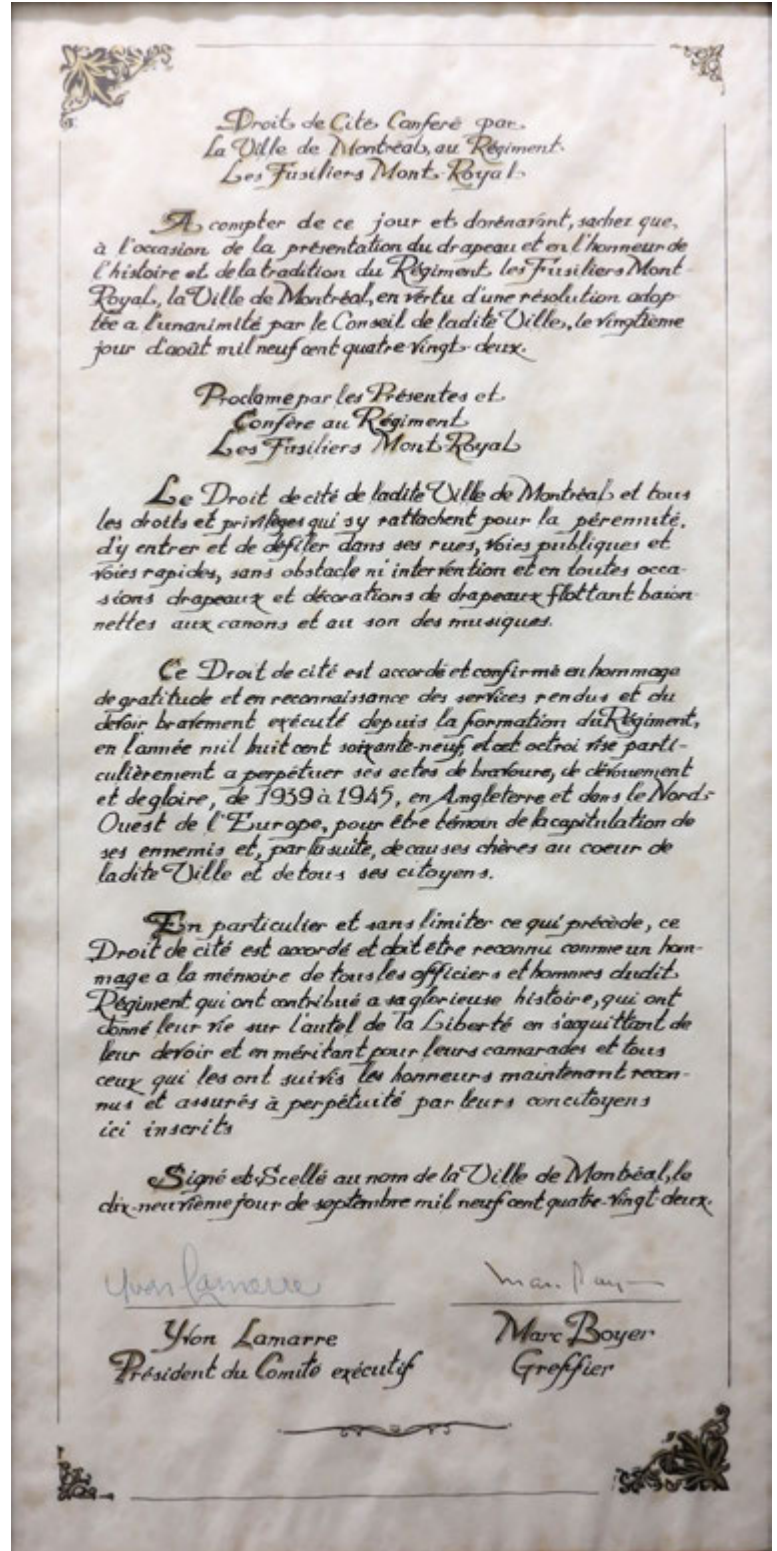 Droit de Cité Conferé par
La Ville de Montréal, au Régiment
Les Fusiliers Mont-Royal
A compter de ce jour et dorénavant, sachez que,
à l'occasion de la présentation du drapeau et en l'honneur de
l'histoire et de la tradition du Régiment les Fusiliers Mont-
Royal, la Ville de Montréal, en vertu d'une résolution adop-
tée a l'unanimité par le Conseil de ladite Ville, le vingtième
jour d'août mil neuf cent quatre-vingt-deux.
Proclame par les Présentes et
Confère au Régiment
Les Fusiliers Mont-Royal
Le Droit de cité de ladite Ville de Montréal et tous
les droits et privilèges qui s'y rattachent pour la pérennité,
d'y entrer et de défiler dans ses rues, voies publiques et
voies rapides, sans obstacle ni intervention et en toutes occa-
sions drapeaux et décorations de drapeaux flottant baïon-
nettes aux canons et au son des musiques.
Ce Droit de cité est accordé et confirmé en hommage
de gratitude et en reconnaissance des services rendus et du
devoir bravement exécuté depuis la formation du Régiment,
en l'année mil huit cent soixante-neuf, et cet octroi vise parti-
culièrement a perpétuer ses actes de bravoure, de dévouement
et de gloire, de 1939 à 1945, en Angleterre et dans le Nord-
Ouest de l'Europe, pour être témoin de la capitulation de
ses ennemis et, par la suite, de causes chères au coeur de
ladite Ville et de tous ses citoyens.
En particulier et sans limiter ce qui précède, ce
Droit de cité est accordé et doit être reconnu comme un hom-
mage a la mémoire de tous les officiers et hommes dudit
Régiment qui ont contribué a sa glorieuse histoire, qui ont
donné leur vie sur l'autel de la Liberté en s'acquittant de
leur devoir et en méritant pour leurs camarades et tous
ceux qui les ont suivis les honneurs maintenant recon-
nus et assurés à perpétuité par leurs concitoyens
ici inscrits
Signé et Scellé au nom de la Ville de Montréal, le
dix-neuvième jour de septembre mil neuf cent quatre-vingt-deux.
Yvon Lamarre
Yvon Lamarre
Président du Comité exécutif
Marc Boyer
Greffier